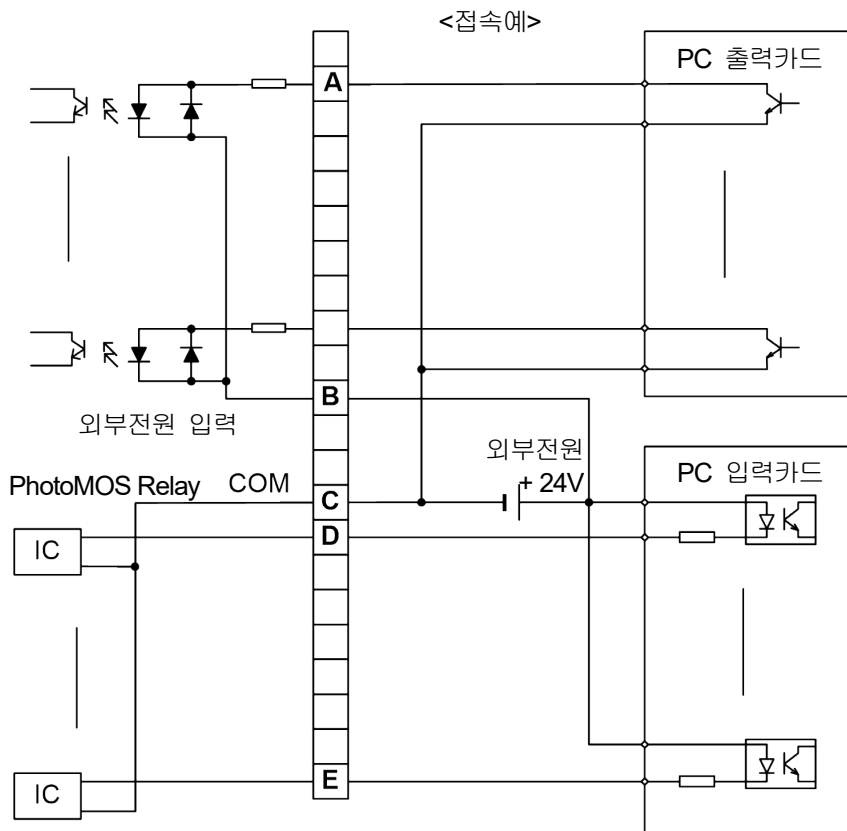 <접속예>
A
PC 출력카드
B
외부전원 입력
외부전원
+ 24V
PC 입력카드
PhotoMOS Relay
COM
C
D
IC
E
IC